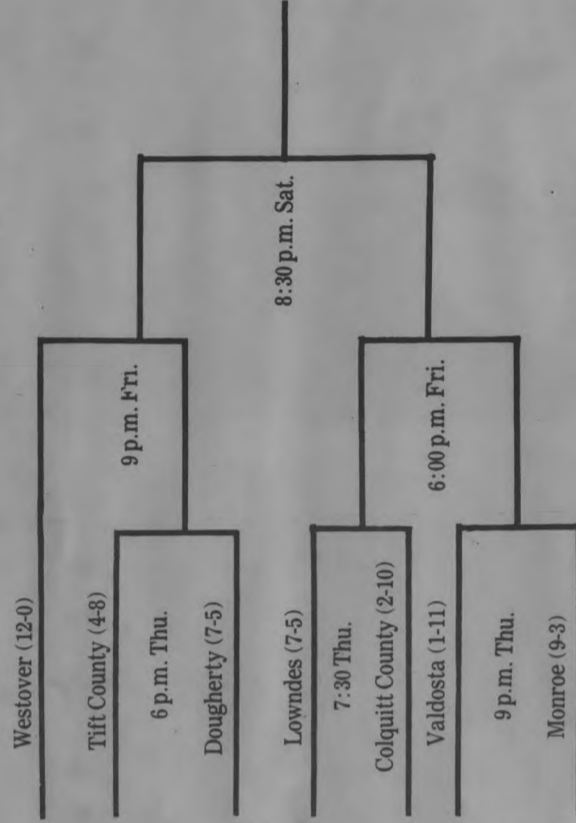 Westover (12-0)
9 p.m. Fri.
Tift County (4-8)
6 p.m. Thu.
Dougherty (7-5)
8:30 p.m. Sat.
Lowndes (7-5)
7:30 Thu.
Colquitt County (2-10)
6:00 p.m. Fri.
Valdosta (1-11)
9 p.m. Thu.
Monroe (9-3)